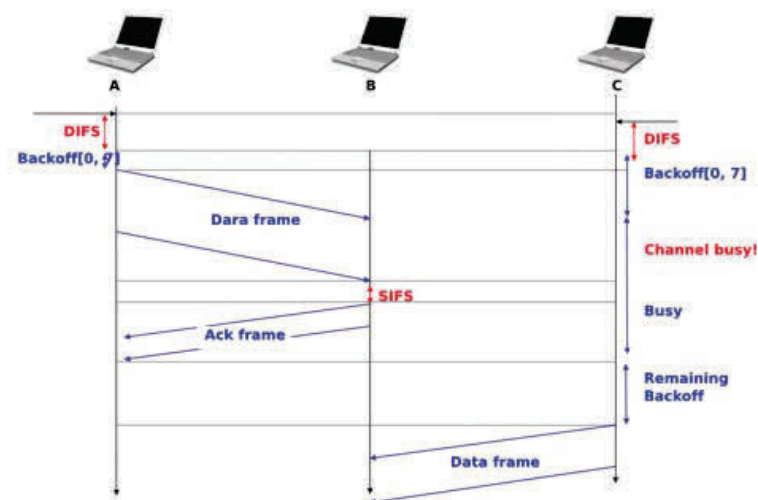 A
B
C
DIFS
DIFS
Backoff[0, 7]
Backoff[0, 7]
Dara frame
Channel busy!
SIFS
Busy
Ack frame
Remaining
Backoff
Data frame